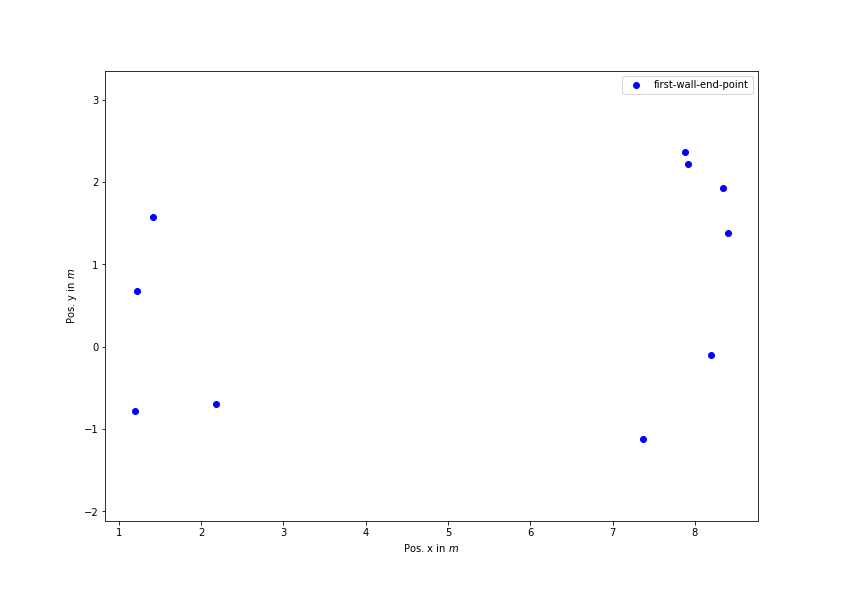 first-wall-end-point
3
2
1
0
−1
−2
Pos. y in m
1 2 3 4 5 6 7 8
Pos. x in m